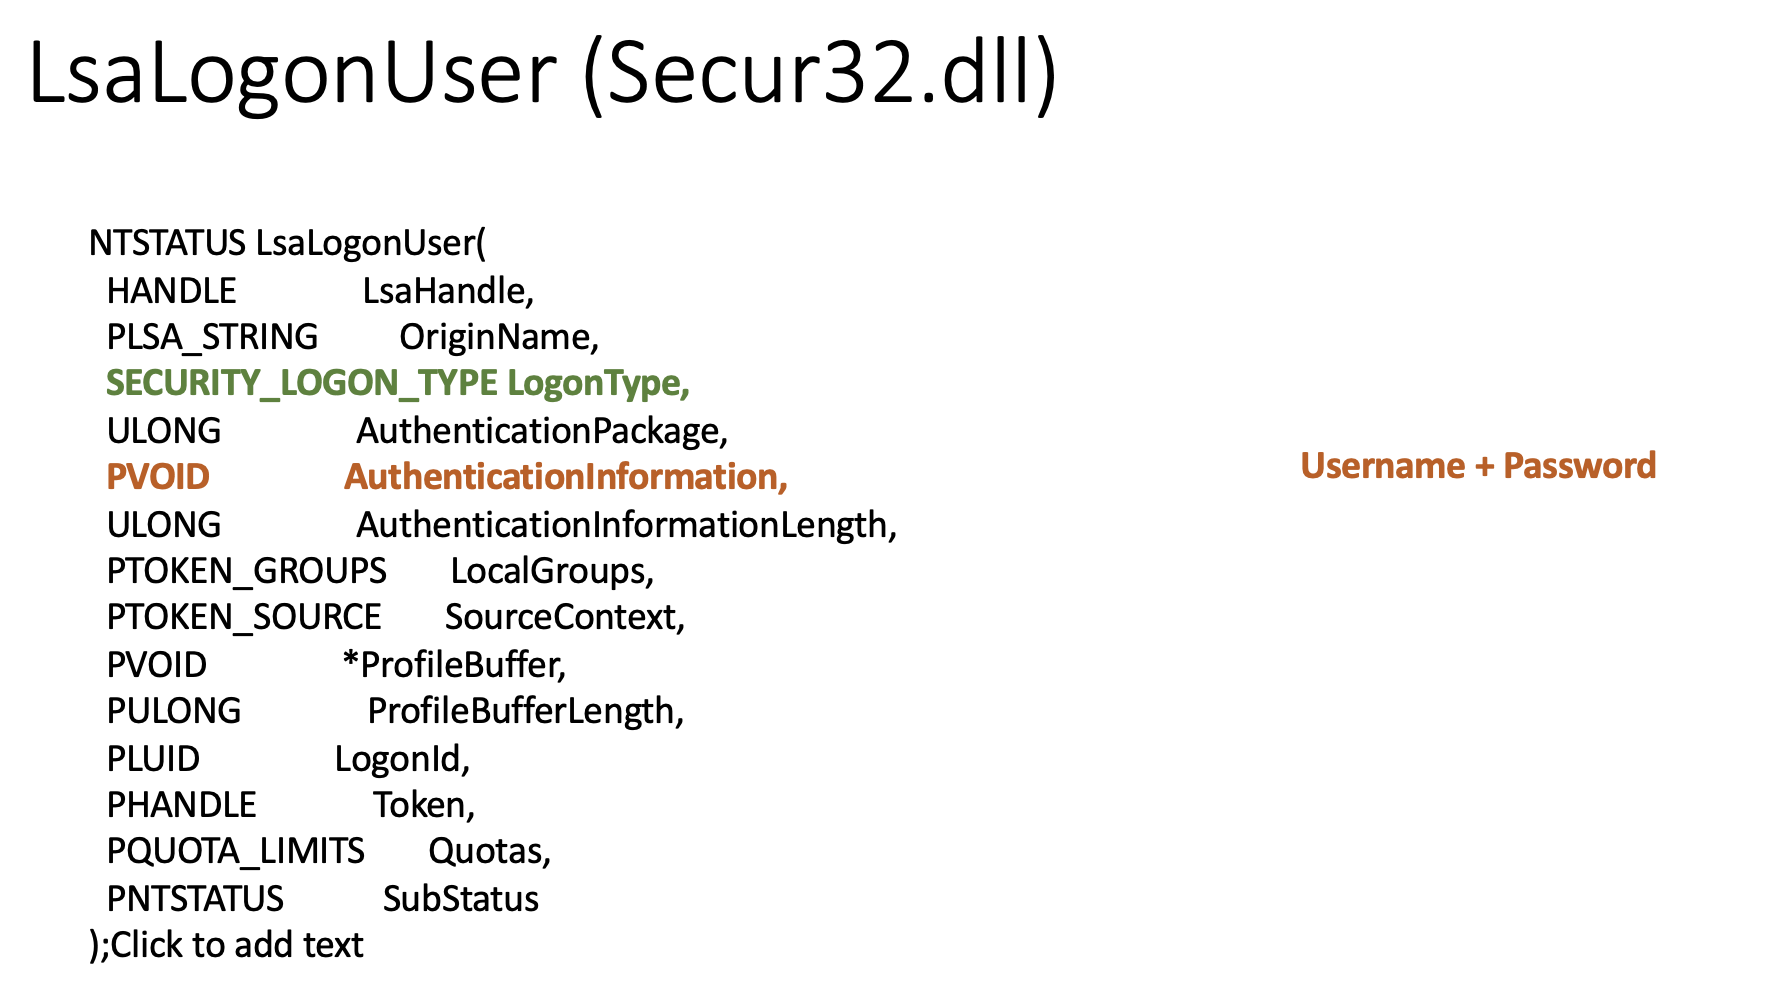 LsaLogonUser (Secur32.dll)
NTSTATUS LsaLogonUser(
HANDLE LsaHandle,
PLSA_STRING OriginName,
SECURITY_LOGON_TYPE LogonType,
ULONG AuthenticationPackage,
PVOID AuthenticationInformation,
Username + Password
ULONG AuthenticationInformationLength,
PTOKEN_GROUPS LocalGroups,
PTOKEN_SOURCE SourceContext,
PVOID *ProfileBuffer,
PULONG ProfileBufferLength,
PLUID LogonId,
PHANDLE Token,
PQUOTA_LIMITS Quotas,
PNTSTATUS SubStatus
);Click to add text